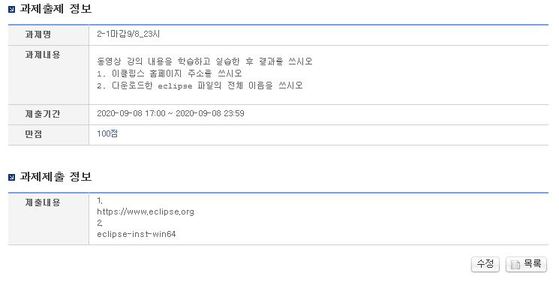 과제출제 정보
과제명 2-1마감9/8_23시
과제내용 동영상 강의 내용을 학습하고 실습한 후 결과를 쓰시오
1. 이클립스 홈페이지 주소를 쓰시오
2. 다운로드한 eclipse 파일의 전체 이름을 쓰시오
제출기간 2020-09-08 17:00 ~ 2020-09-08 23:59
만점 100점
과제제출 정보
제출내용 1.
https://www.eclipse.org
2.
eclipse-inst-win64
수정 목록